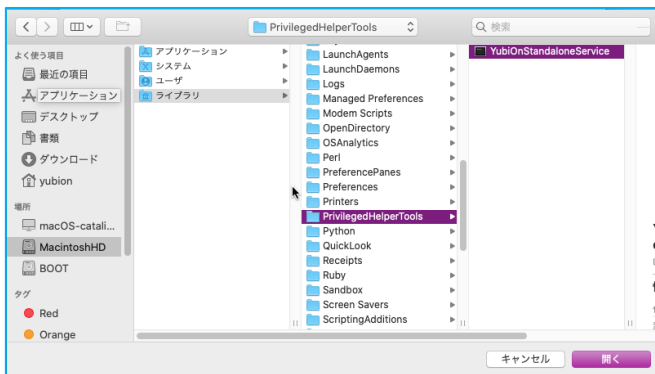 PrivilegedHelperTools
検索
よく使う項目
最近の項目
アプリケーション
デスクトップ
書類
ダウンロード
yubion
場所
macOS-catali...
MacintoshHD
BOOT
タグ
Red
Orange
アプリケーション
システム
ユーザ
ライブラリ
LaunchAgents
LaunchDaemons
Logs
Managed Preferences
Modem Scripts
OpenDirectory
OSAnalytics
Perl
PreferencePanes
Preferences
Printers
PrivilegedHelperTools
Python
QuickLook
Receipts
Ruby
Sandbox
Screen Savers
ScriptingAdditions
YubiOnStandaloneService
キャンセル
開く